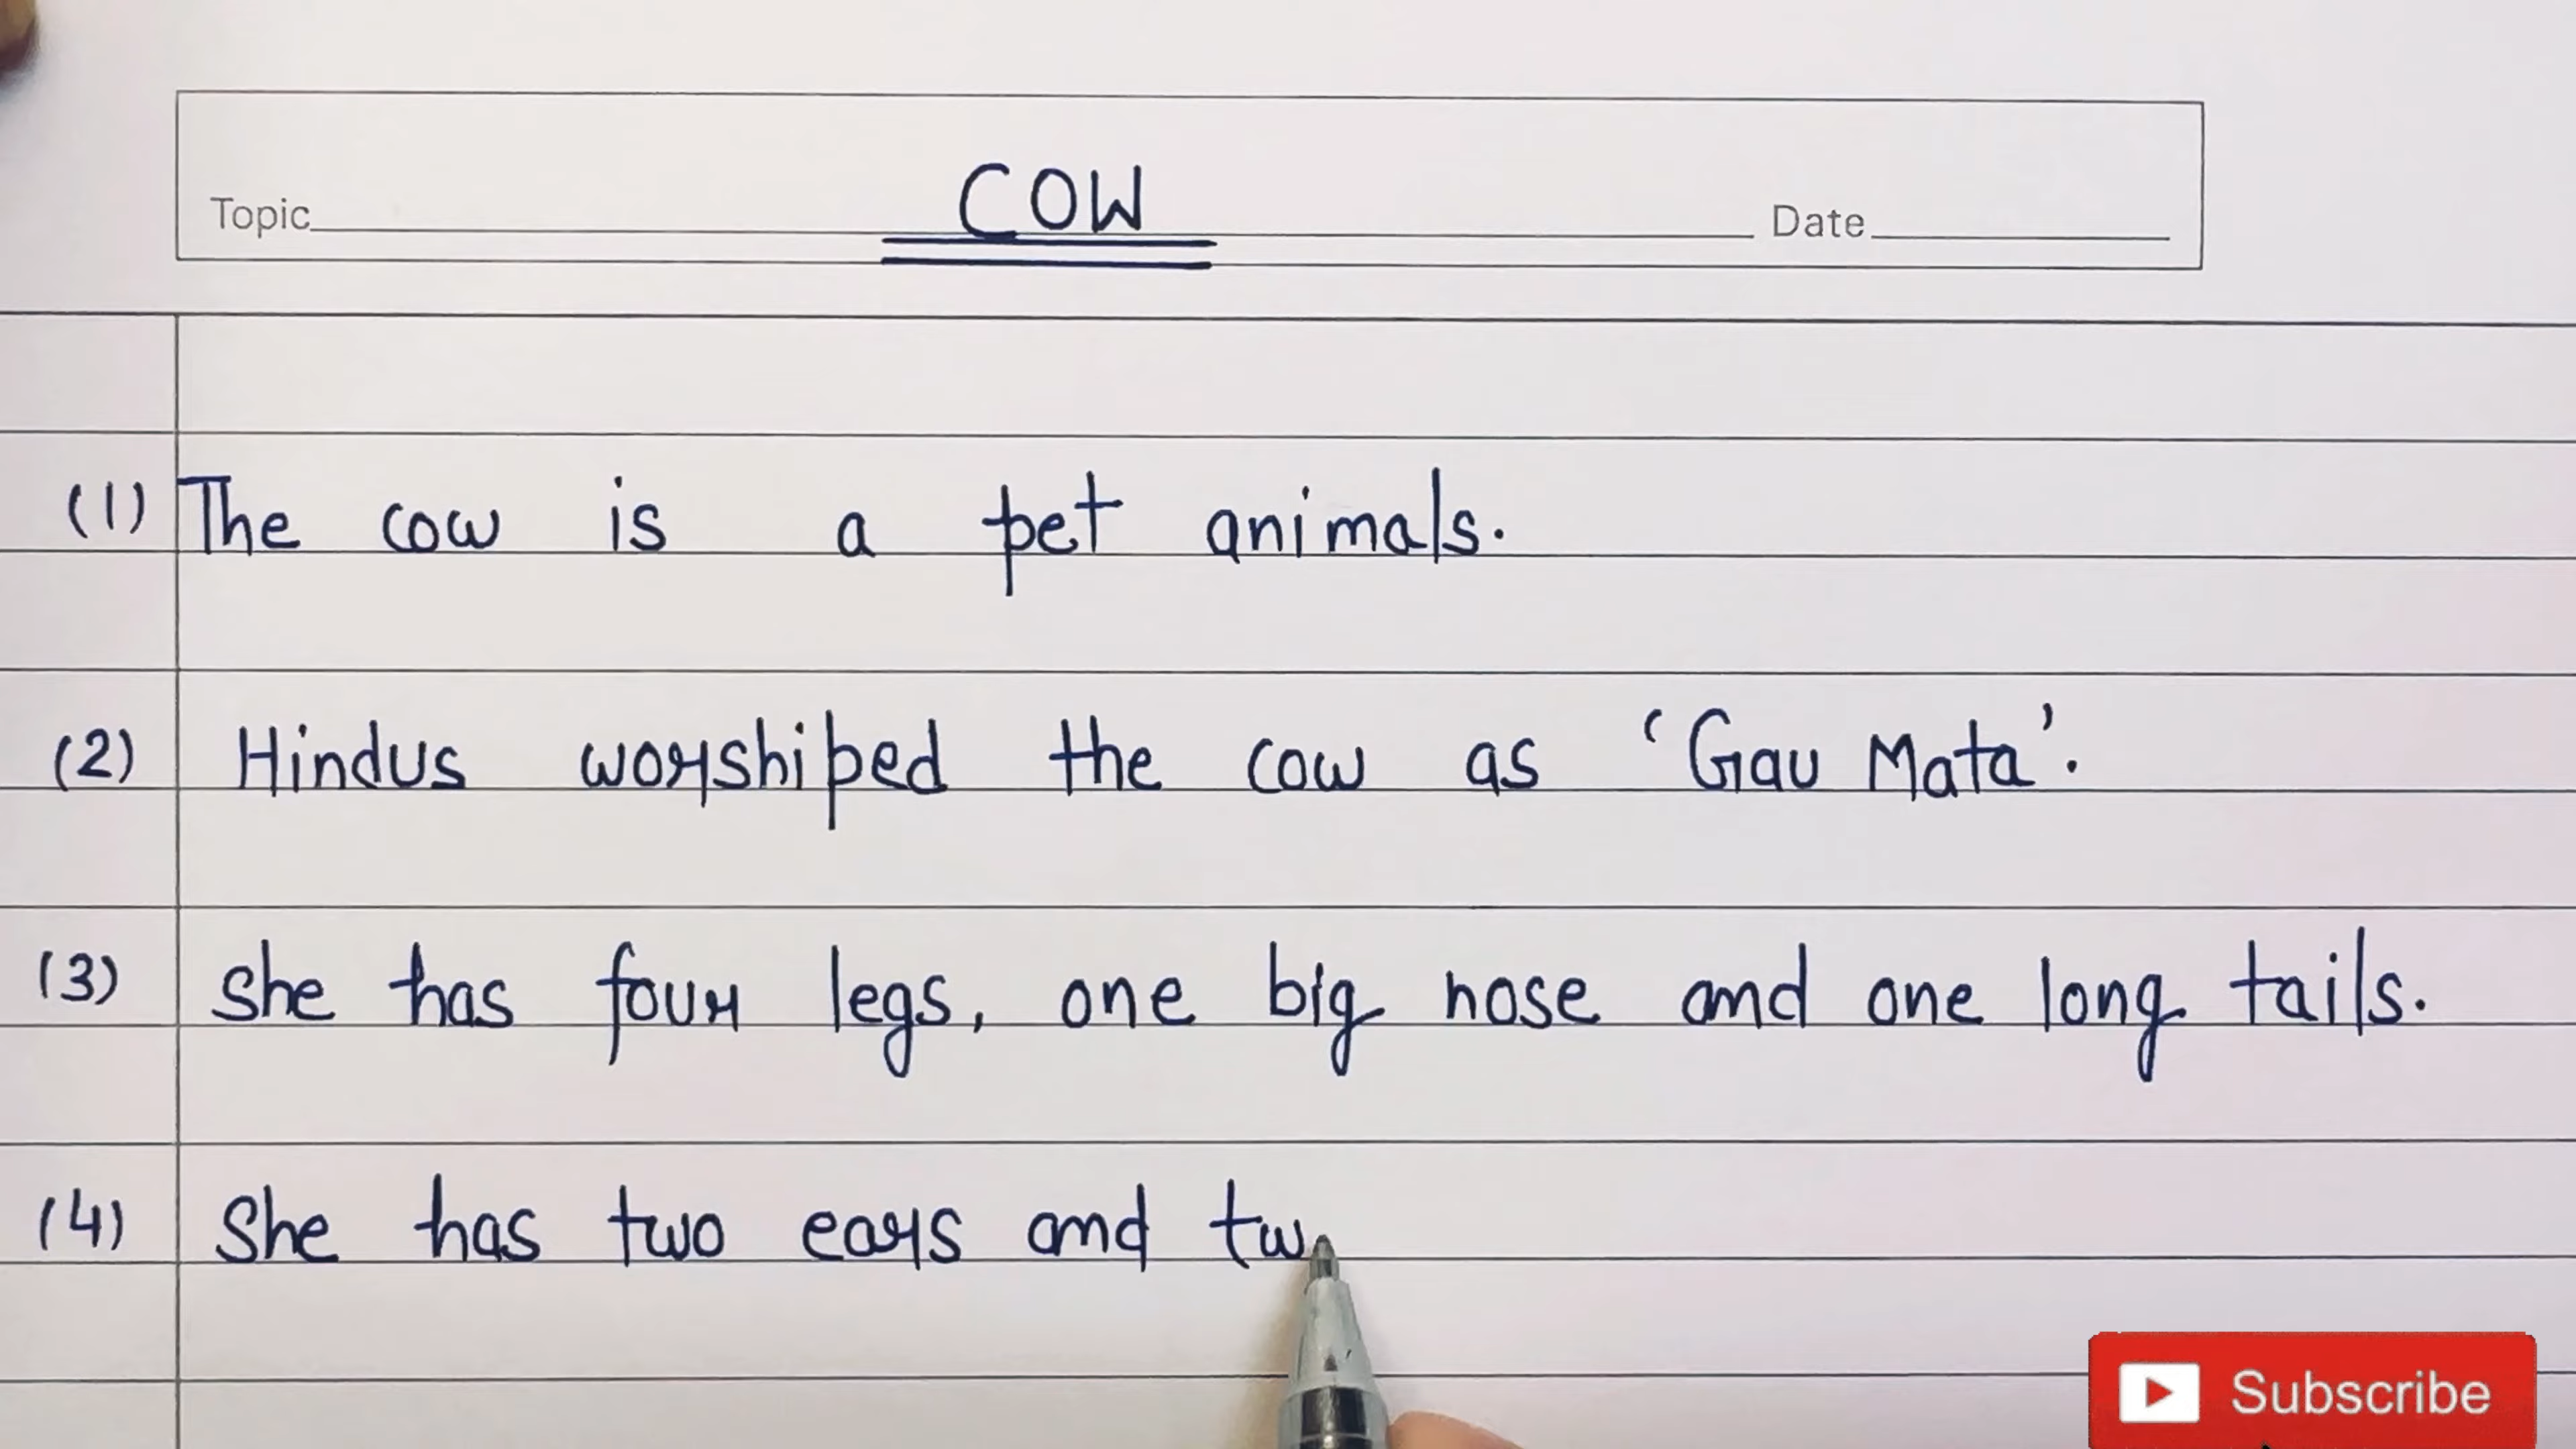 COW
Topic Date
(1) The cow is a pet animals.
(2) Hindus worshiped the cow as ‘Gau Mata’.
(3) She has four legs, one big nose and one long tails.
(4) She has two ears and tw
Subscribe